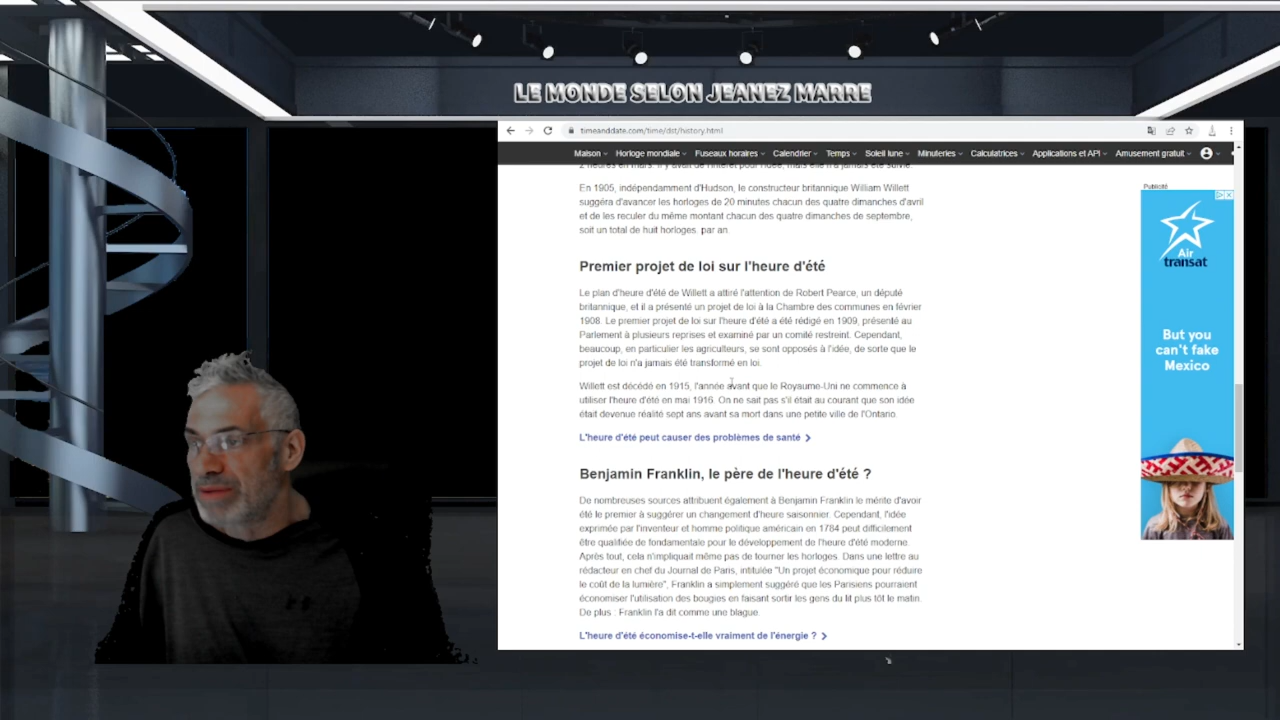 LE MONDE SELON JEANEZ MARRE
timeanddate.com/time/dst/history.html
Maison Horloge mondiale Fuseaux horaires Calendrier Temps Soleil lune Minuteries Calculatrices Applications et API Amusement gratuit
2 heures en mars. Il y avait de l'intérêt pour l'idée, mais elle n'a jamais été suivie.
En 1905, indépendamment d'Hudson, le constructeur britannique William Willett
suggéra d'avancer les horloges de 20 minutes chacun des quatre dimanches d'avril
et de les reculer du même montant chacun des quatre dimanches de septembre,
soit un total de huit horloges. par an.
Premier projet de loi sur l'heure d'été
Le plan d'heure d'été de Willett a attiré l'attention de Robert Pearce, un député
britannique, et il a présenté un projet de loi à la Chambre des communes en février
1908. Le premier projet de loi sur l'heure d'été a été rédigé en 1909, présenté au
Parlement à plusieurs reprises et examiné par un comité restreint. Cependant,
beaucoup, en particulier les agriculteurs, se sont opposés à l'idée, de sorte que le
projet de loi n'a jamais été transformé en loi.
Willett est décédé en 1915, l'année avant que le Royaume-Uni ne commence à
utiliser l'heure d'été en mai 1916. On ne sait pas s'il était au courant que son idée
était devenue réalité sept ans avant sa mort dans une petite ville de l'Ontario.
L'heure d'été peut causer des problèmes de santé
Benjamin Franklin, le père de l'heure d'été ?
De nombreuses sources attribuent également à Benjamin Franklin le mérite d'avoir
été le premier à suggérer un changement d'heure saisonnier. Cependant, l'idée
exprimée par l'inventeur et homme politique américain en 1784 peut difficilement
être qualifiée de fondamentale pour le développement de l'heure d'été moderne.
Après tout, cela n'impliquait même pas de tourner les horloges. Dans une lettre au
rédacteur en chef du Journal de Paris, intitulée "Un projet économique pour réduire
le coût de la lumière", Franklin a simplement suggéré que les Parisiens pourraient
économiser l'utilisation des bougies en faisant sortir les gens du lit plus tôt le matin.
De plus : Franklin l'a dit comme une blague.
L'heure d'été économise-t-elle vraiment de l'énergie ?
Publicité
Air
transat
But you
can't fake
Mexico